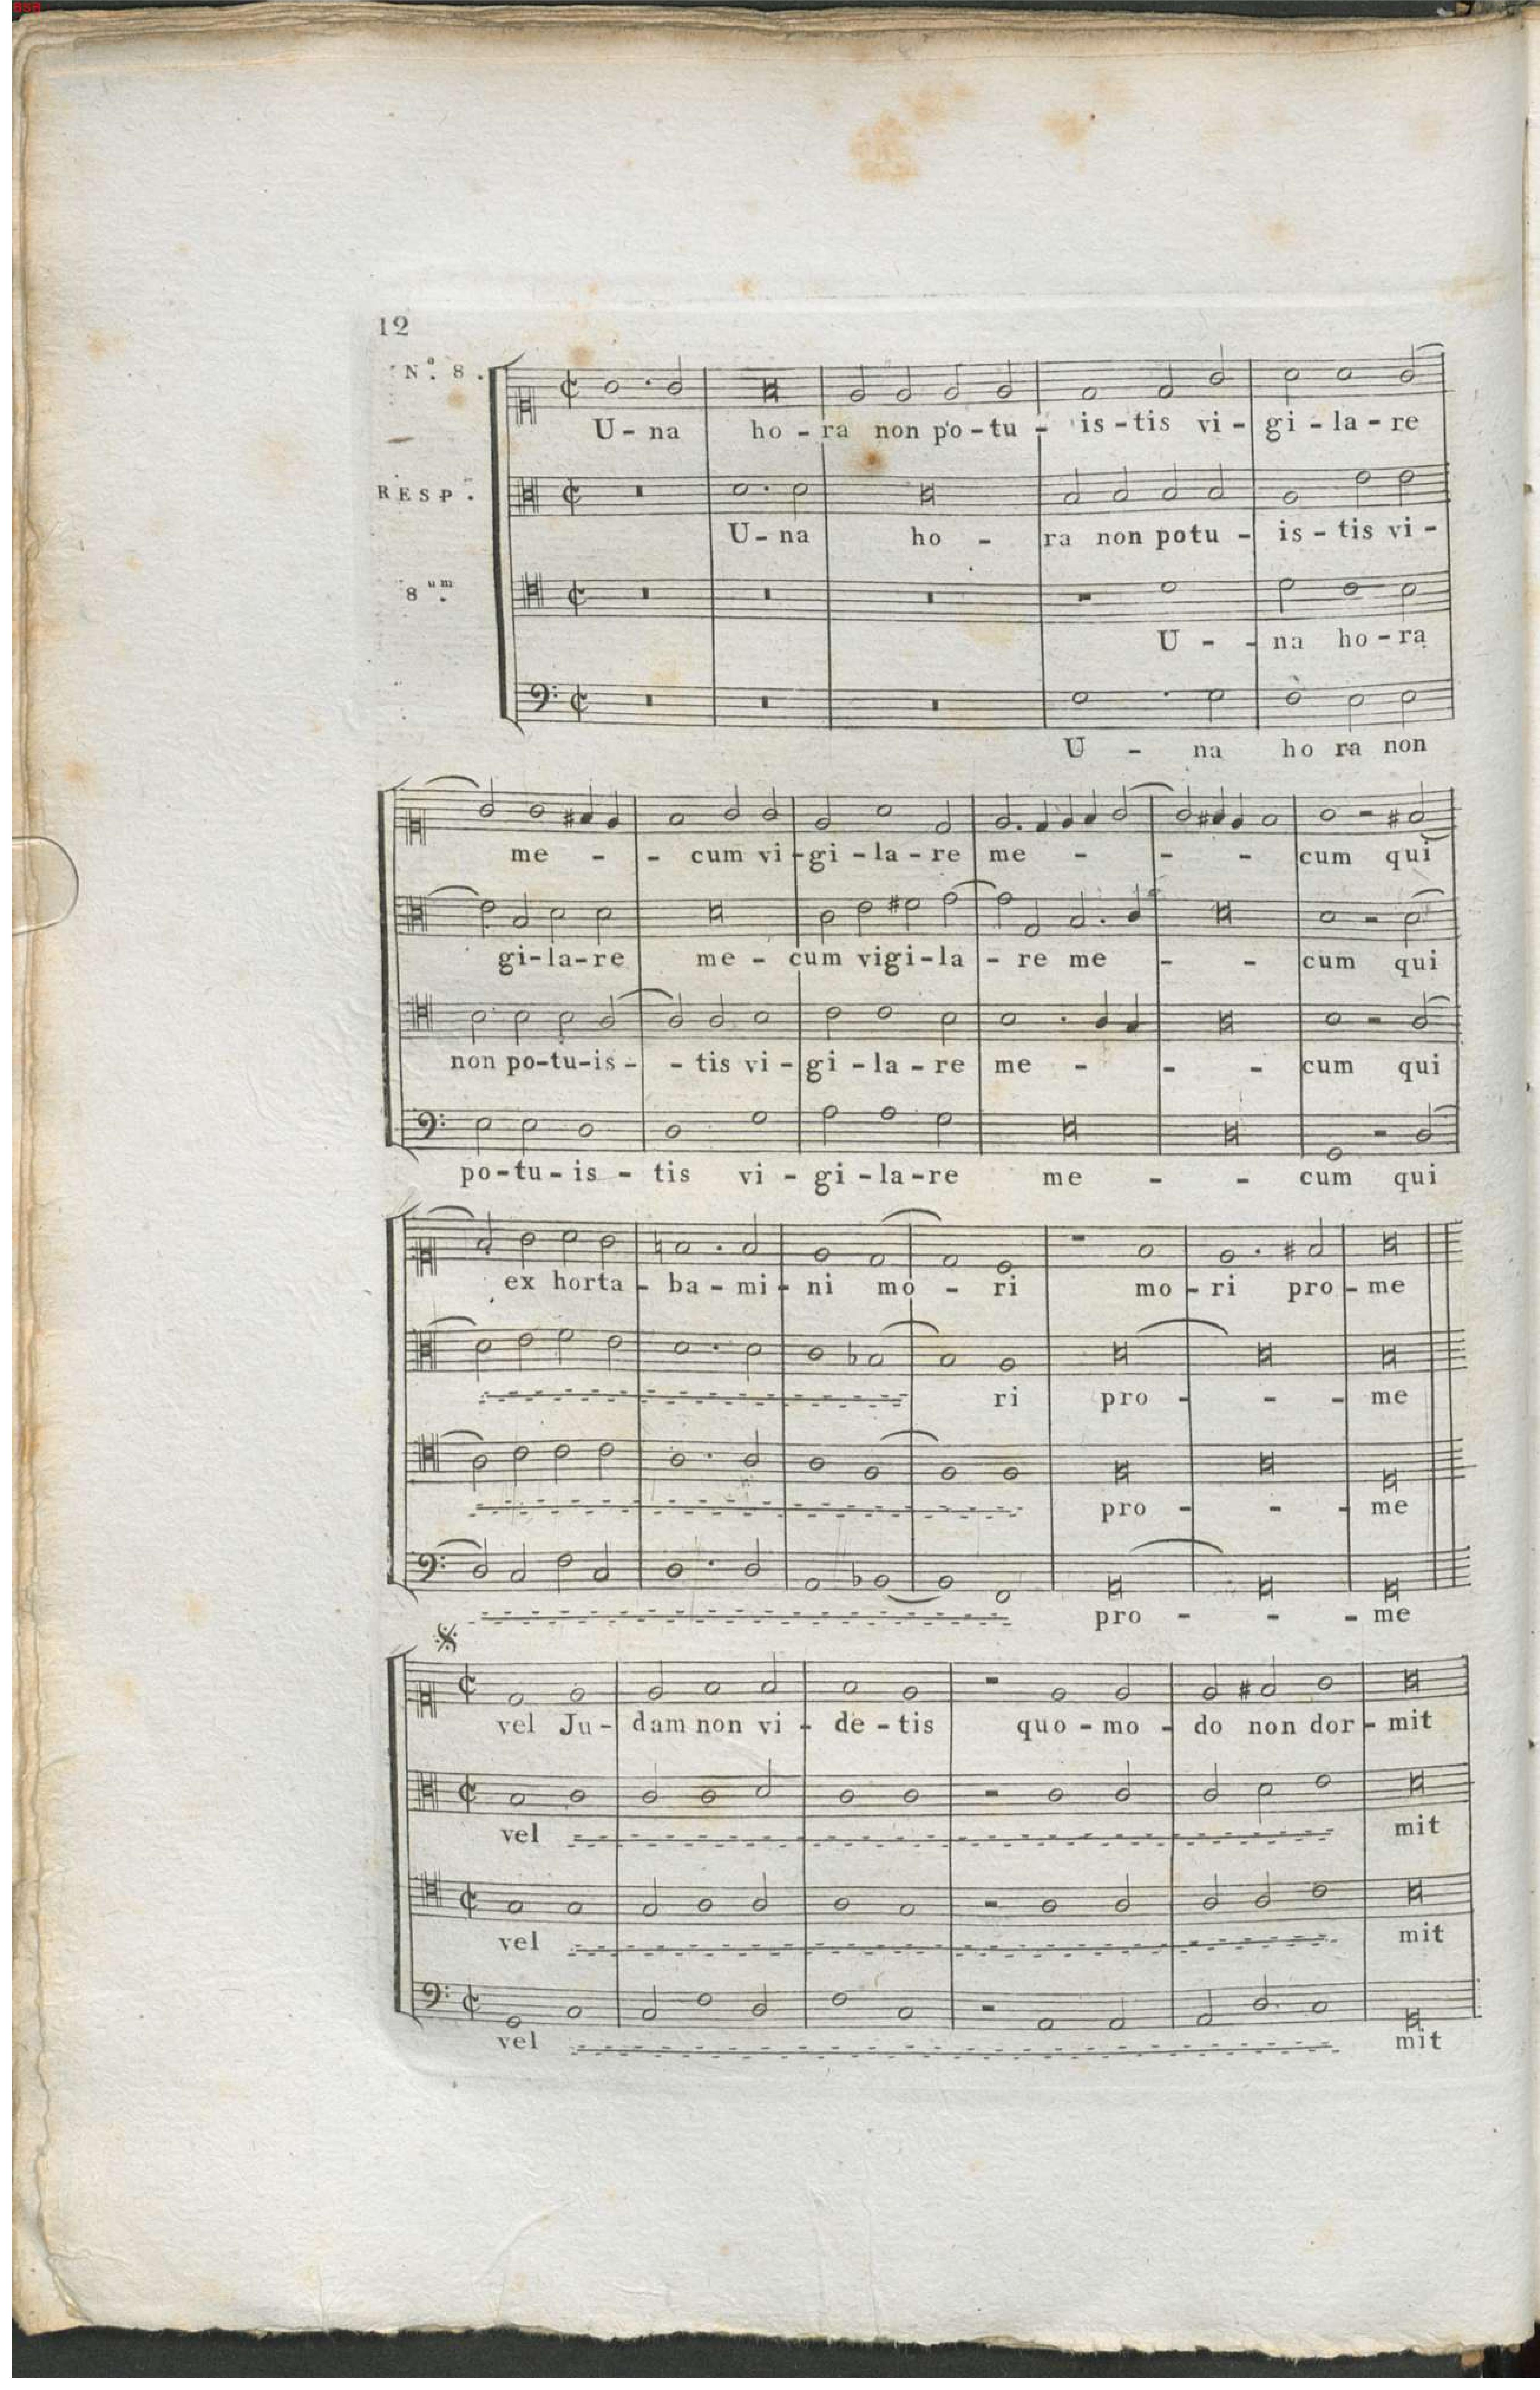 BSB
12
Nº. 8.
U - na ho - ra non po - tu - is - tis vi - gi - la - re
RESP.
U - na ho - ra non potu - is - tis vi -
8um.
U - - na ho - ra
U - na ho ra non
me - - cum vi - gi - la - re me - - - cum qui
gi - la - re me - cum vigi - la - re me - - cum qui
non po - tu - is - - tis vi - gi - la - re me - - - cum qui
po - tu - is - tis vi - gi - la - re me - - cum qui
ex horta - ba - mi - ni mo - ri mo - ri pro - me
ri pro - - - me
pro - - - me
pro - - - me
vel Ju - dam non vi - de - tis quo - mo - do non dor - mit
vel mit
vel mit
vel mit